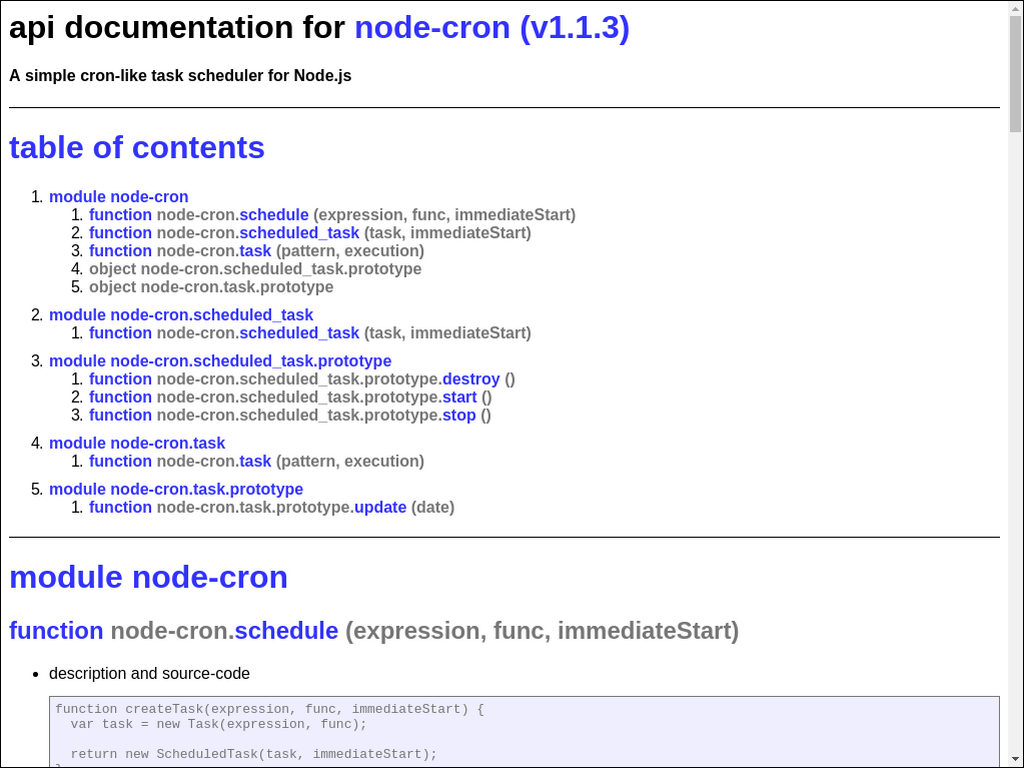 api documentation for node-cron (v1.1.3)
A simple cron-like task scheduler for Node.js
table of contents
1. module node-cron
1. function node-cron.schedule (expression, func, immediateStart)
2. function node-cron.scheduled_task (task, immediateStart)
3. function node-cron.task (pattern, execution)
4. object node-cron.scheduled_task.prototype
5. object node-cron.task.prototype
2. module node-cron.scheduled_task
1. function node-cron.scheduled_task (task, immediateStart)
3. module node-cron.scheduled_task.prototype
1. function node-cron.scheduled_task.prototype.destroy ()
2. function node-cron.scheduled_task.prototype.start ()
3. function node-cron.scheduled_task.prototype.stop ()
4. module node-cron.task
1. function node-cron.task (pattern, execution)
5. module node-cron.task.prototype
1. function node-cron.task.prototype.update (date)
module node-cron
function node-cron.schedule (expression, func, immediateStart)
• description and source-code
function createTask(expression, func, immediateStart) {
  var task = new Task(expression, func);
  return new ScheduledTask(task, immediateStart);